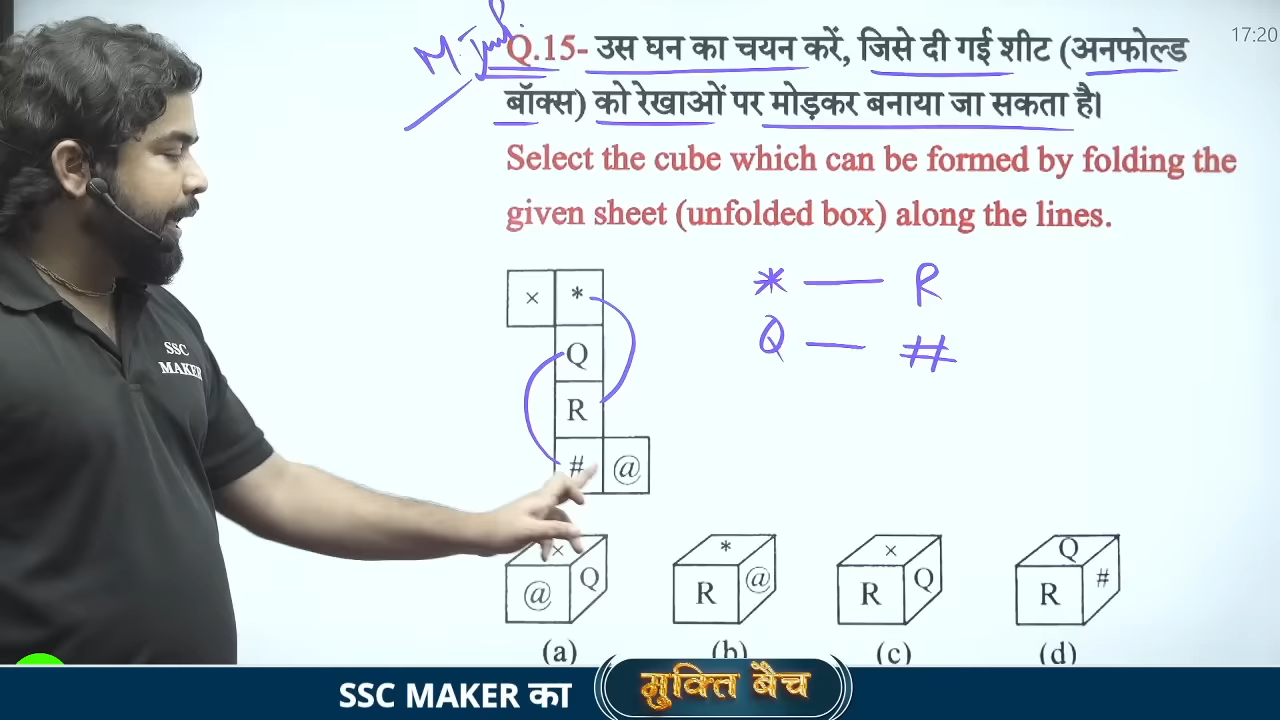 M. Imp.
Q.15- उस घन का चयन करें, जिसे दी गई शीट (अनफोल्ड
17:20
बॉक्स) को रेखाओं पर मोड़कर बनाया जा सकता है।
Select the cube which can be formed by folding the
given sheet (unfolded box) along the lines.
× *
Q
R
# @
* — R
Q — #
SSC
MAKER
× @ Q
* R @
× R Q
Q R #
(a) (b) (c) (d)
SSC MAKER का मुक्ति बैच